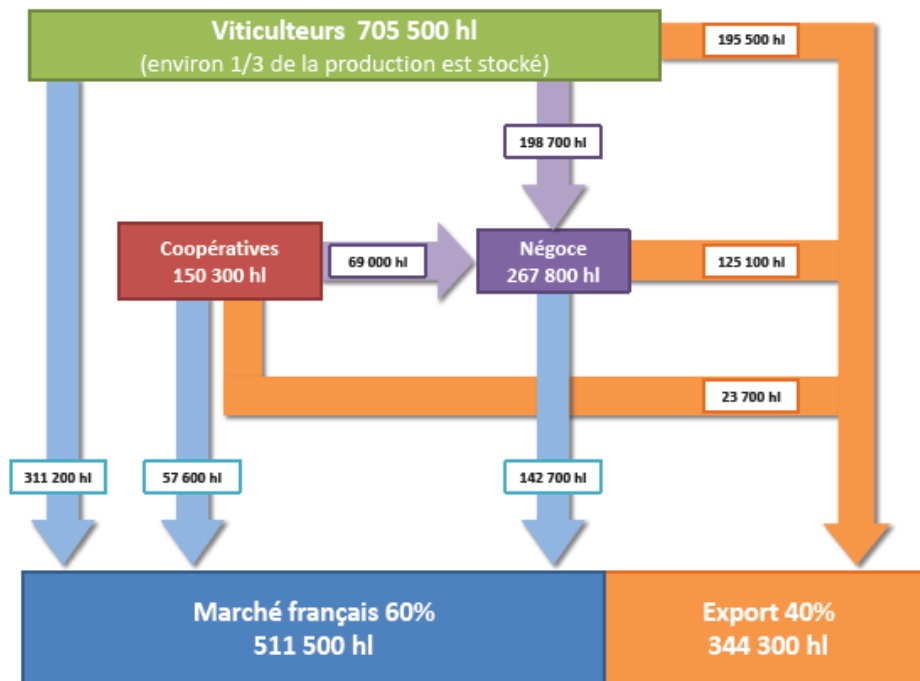 Viticulteurs 705 500 hl
(environ 1/3 de la production est stocké)
195 500 hl
198 700 hl
Coopératives
150 300 hl
69 000 hl
Négoce
267 800 hl
125 100 hl
23 700 hl
311 200 hl
57 600 hl
142 700 hl
Marché français 60%
511 500 hl
Export 40%
344 300 hl